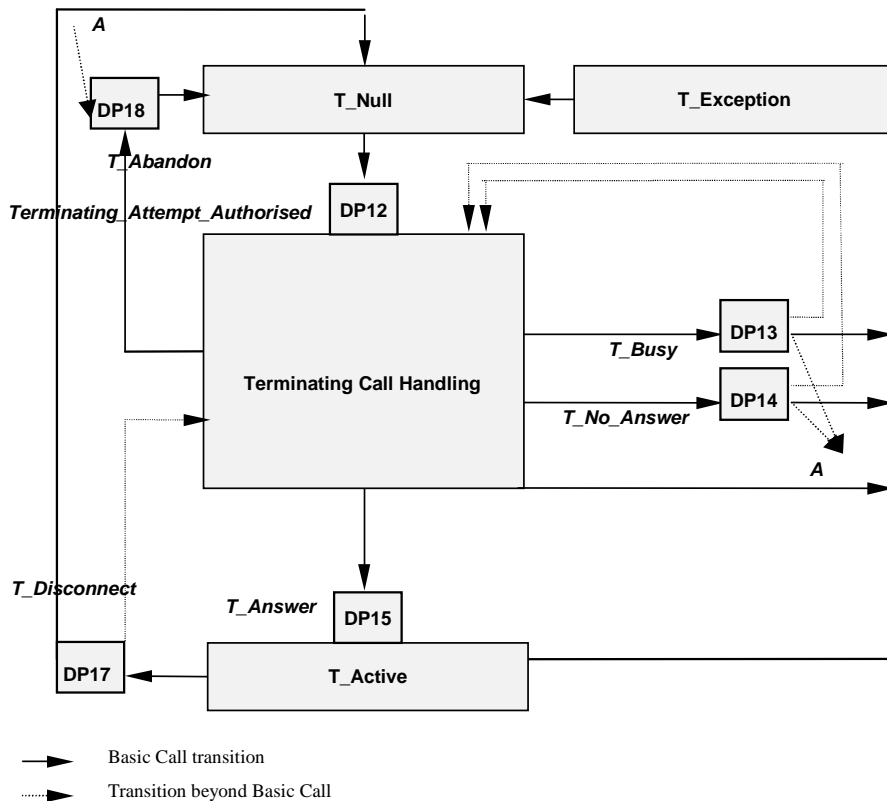 A
T_Null
T_Exception
DP18
T_Abandon
DP12
Terminating_Attempt_Authorised
DP13
T_Busy
Terminating Call Handling
DP14
T_No_Answer
A
T_Disconnect
T_Answer
DP15
DP17
T_Active
Basic Call transition
Transition beyond Basic Call